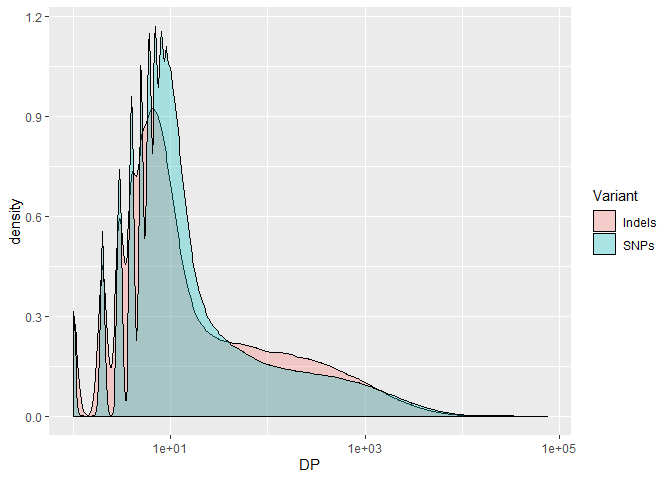 1.2
0.9
0.6
0.3
0.0
density
1e+01
1e+03
1e+05
DP
Variant
Indels
SNPs